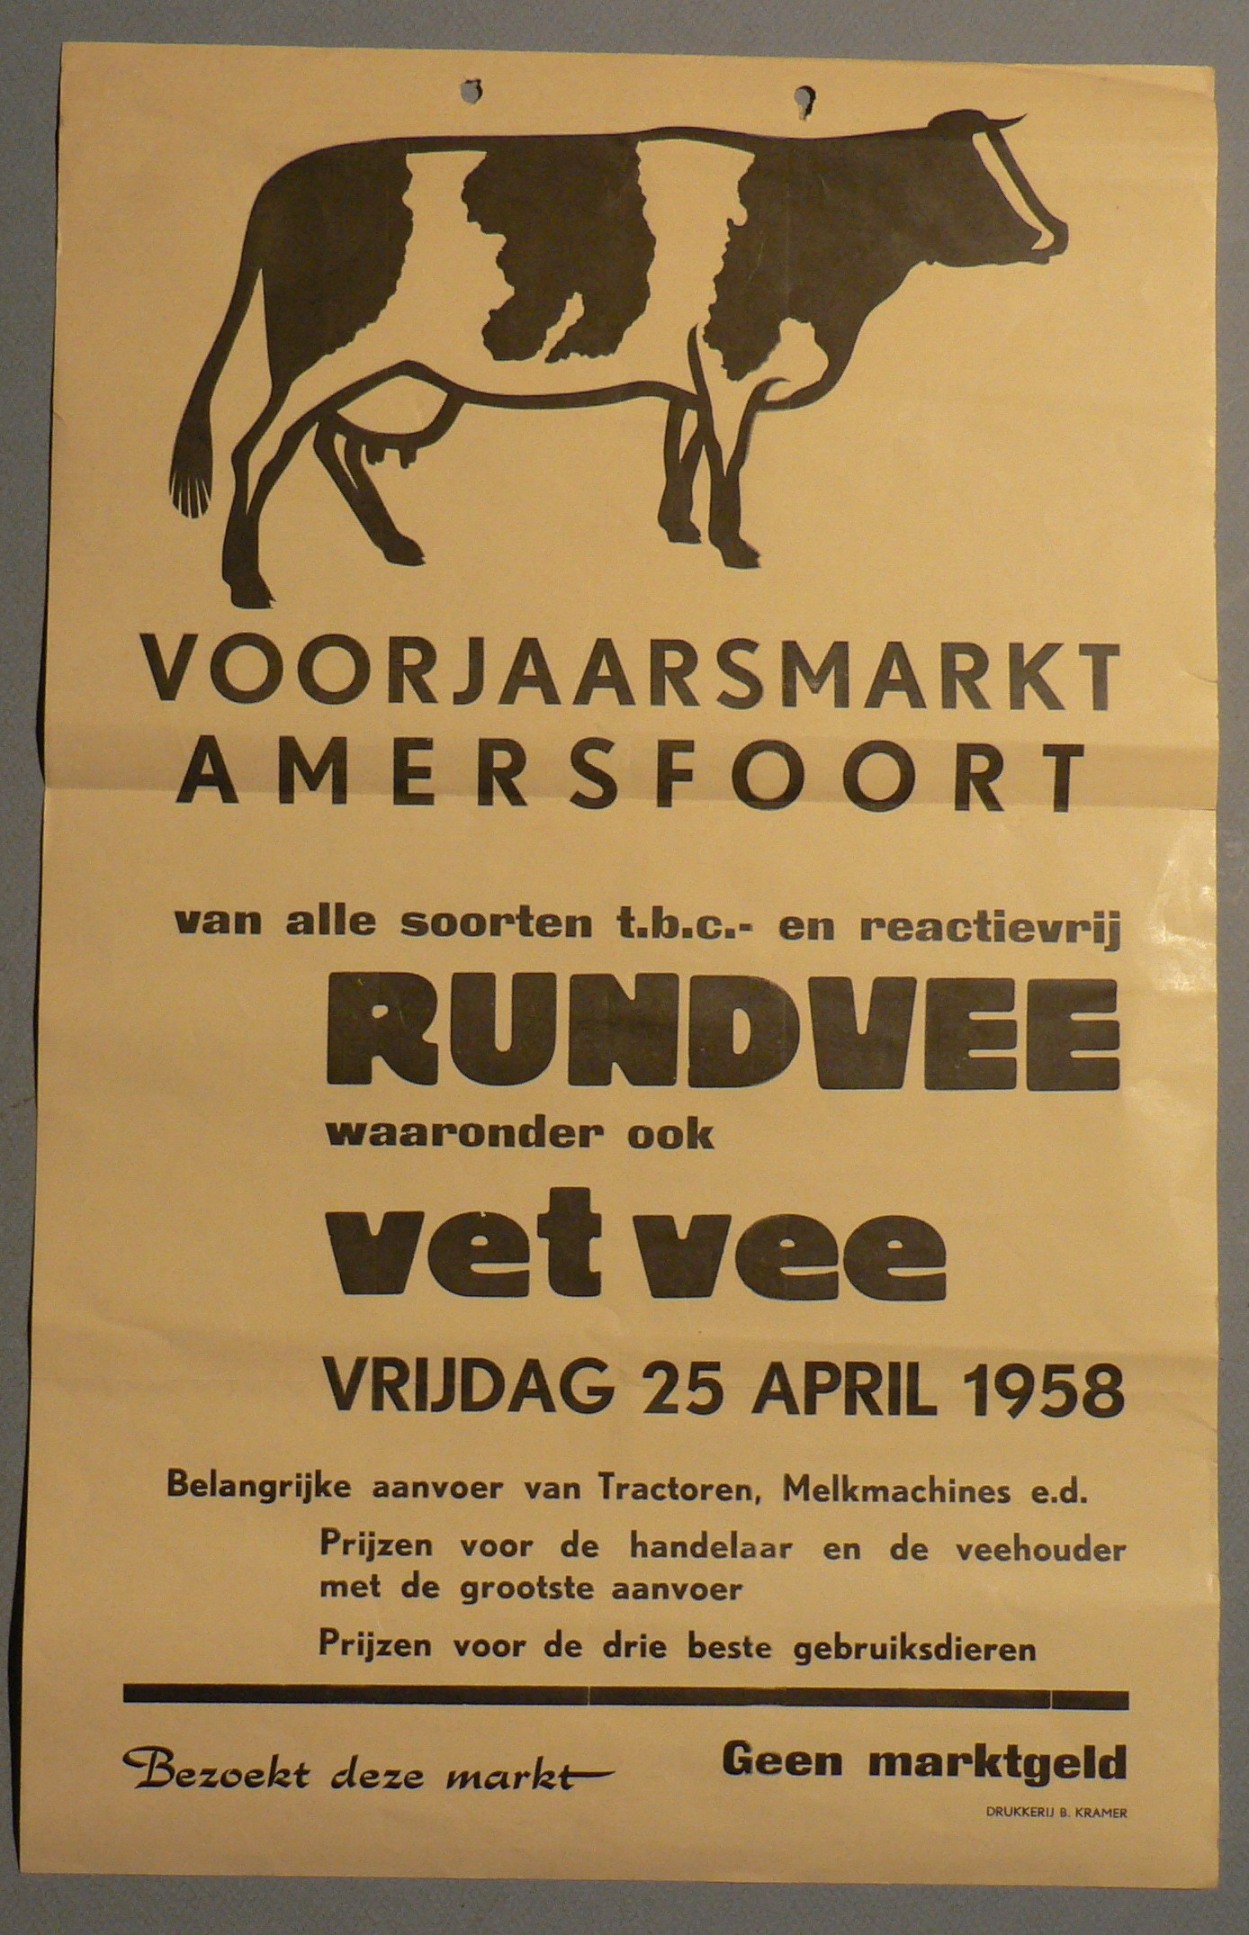 VOORJAARSMARKT
AMERSFOORT
van alle soorten t.b.c.- en reactievrij
RUNDVEE
waaronder ook
vet vee
VRIJDAG 25 APRIL 1958
Belangrijke aanvoer van Tractoren, Melkmachines e.d.
Prijzen voor de handelaar en de veehouder
met de grootste aanvoer
Prijzen voor de drie beste gebruiksdieren
Bezoekt deze markt
Geen marktgeld
DRUKKERIJ B. KRAMER